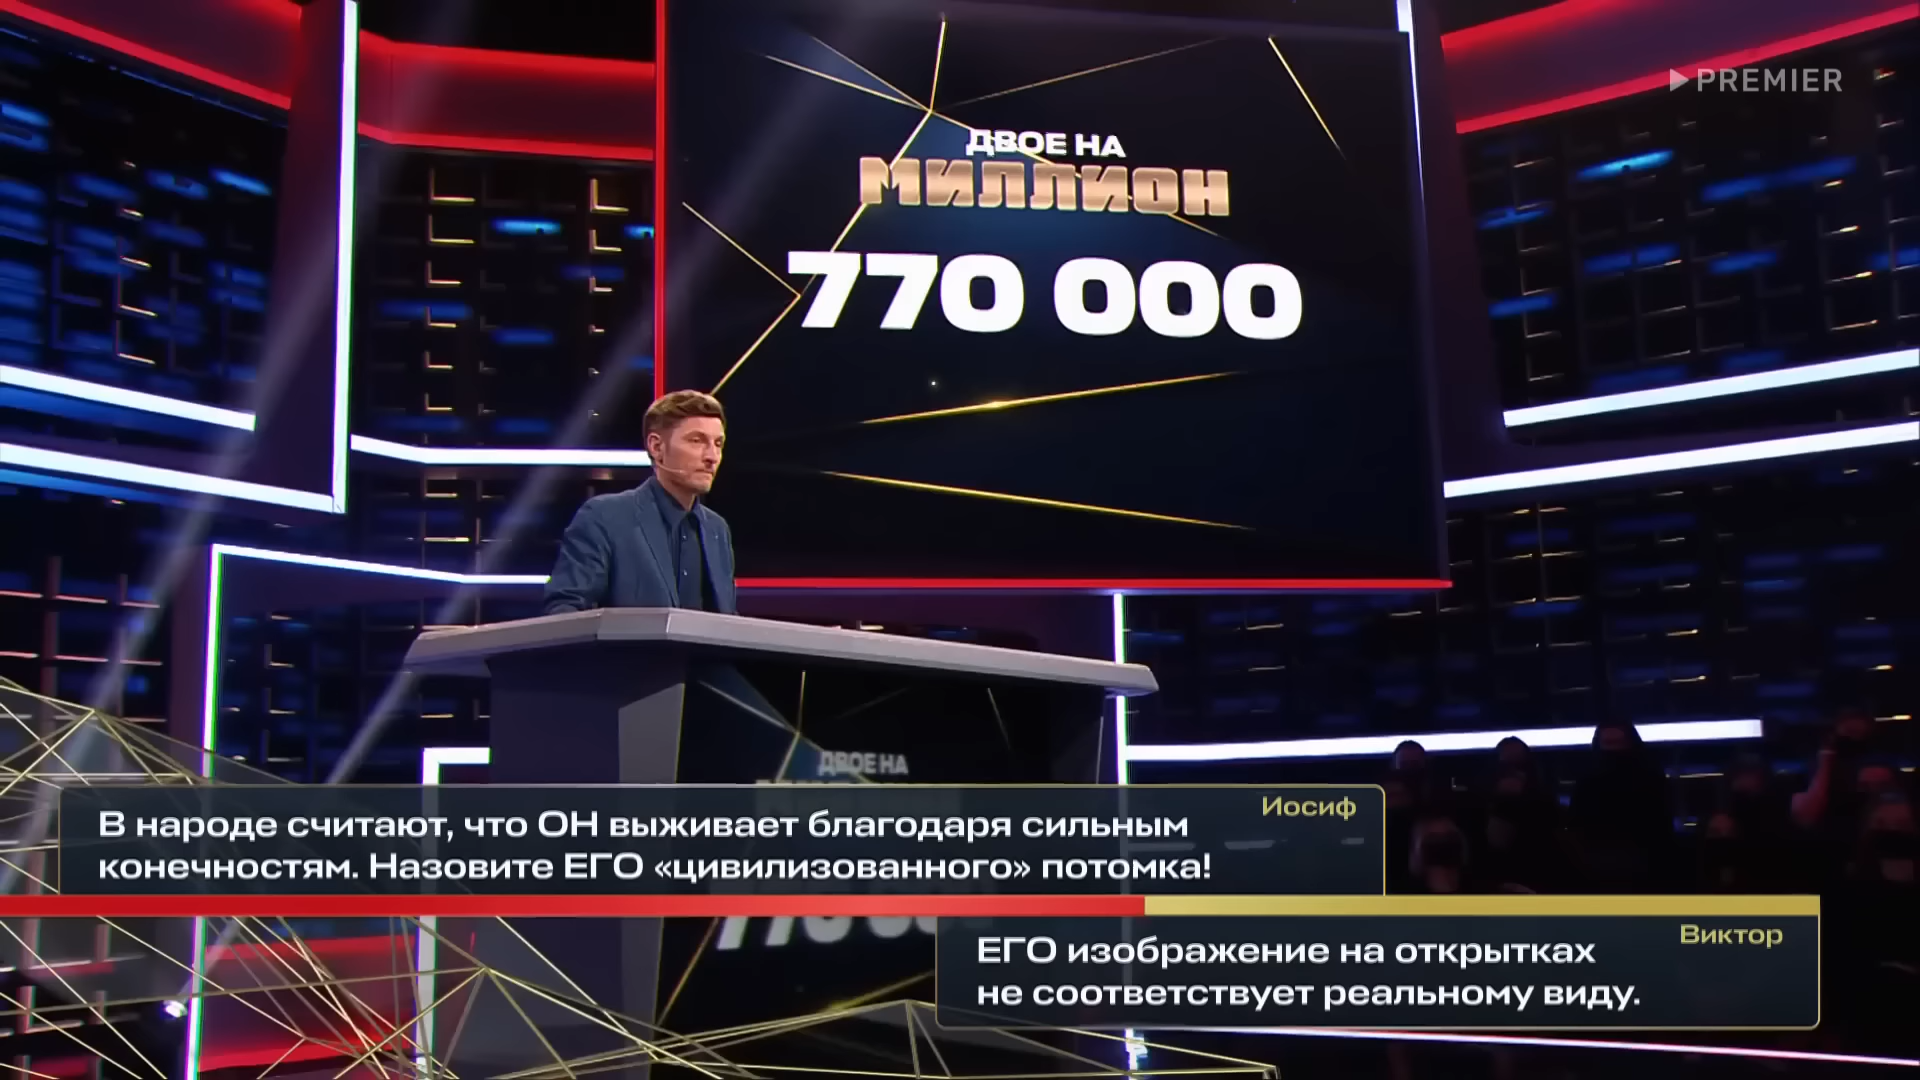 PREMIER
ДВОЕ НА
МИЛЛИОН
770 000
ДВОЕ НА
Иосиф
В народе считают, что ОН выживает благодаря сильным
конечностям. Назовите ЕГО «цивилизованного» потомка!
Виктор
ЕГО изображение на открытках
не соответствует реальному виду.